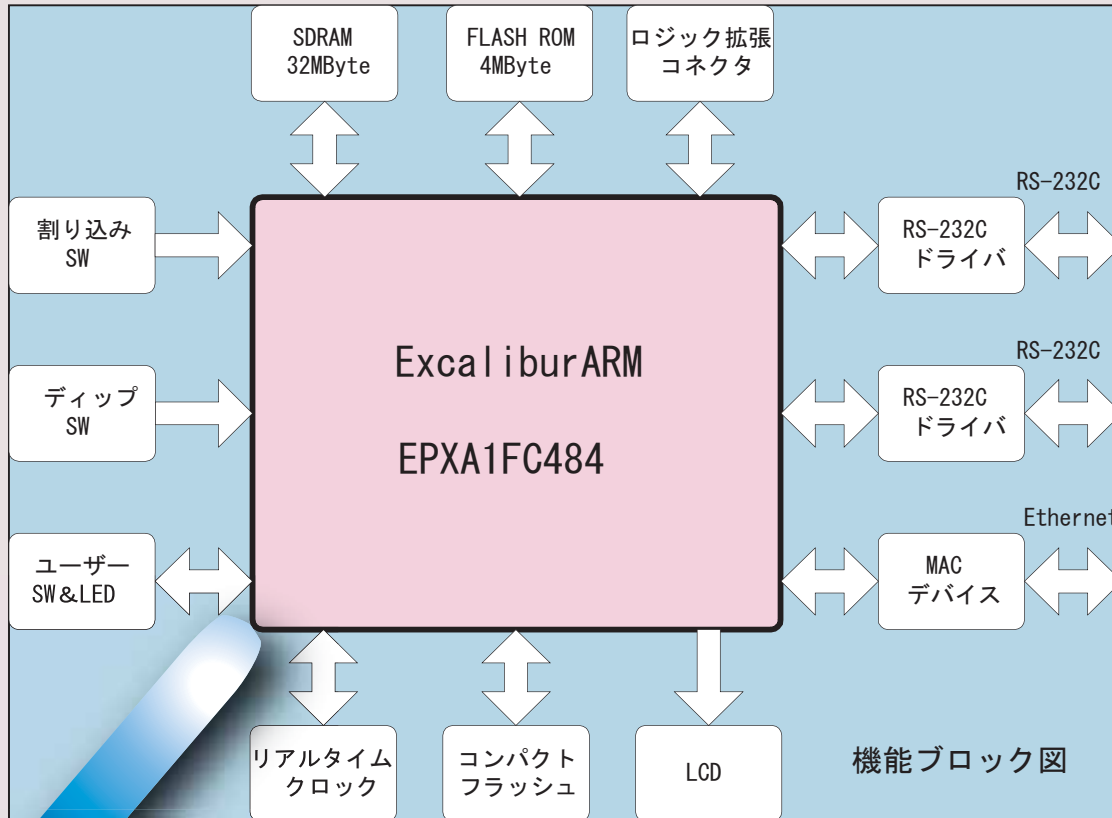 SDRAM
32MByte
FLASH ROM
4MByte
ロジック拡張
コネクタ
RS-232C
割り込み
SW
RS-232C
ドライバ
ExcaliburARM
RS-232C
ディップ
SW
RS-232C
ドライバ
EPXA1FC484
Ethernet
ユーザー
SW&LED
MAC
デバイス
リアルタイム
クロック
コンパクト
フラッシュ
LCD
機能ブロック図